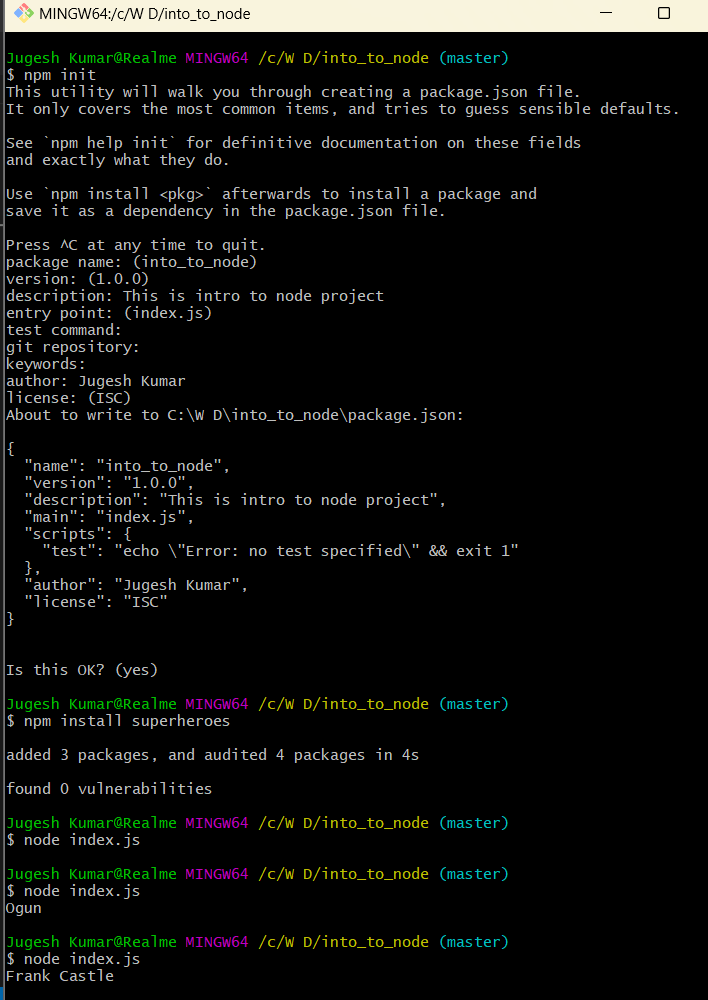 MINGW64:/c/W D/into_to_node
Jugesh Kumar@Realme MINGW64 /c/W D/into_to_node (master)
$ npm init
This utility will walk you through creating a package.json file.
It only covers the most common items, and tries to guess sensible defaults.
See `npm help init` for definitive documentation on these fields
and exactly what they do.
Use `npm install <pkg>` afterwards to install a package and
save it as a dependency in the package.json file.
Press ^C at any time to quit.
package name: (into_to_node)
version: (1.0.0)
description: This is intro to node project
entry point: (index.js)
test command:
git repository:
keywords:
author: Jugesh Kumar
license: (ISC)
About to write to C:\W D\into_to_node\package.json:
{
  "name": "into_to_node",
  "version": "1.0.0",
  "description": "This is intro to node project",
  "main": "index.js",
  "scripts": {
    "test": "echo \"Error: no test specified\" && exit 1"
  },
  "author": "Jugesh Kumar",
  "license": "ISC"
}
Is this OK? (yes)
Jugesh Kumar@Realme MINGW64 /c/W D/into_to_node (master)
$ npm install superheroes
added 3 packages, and audited 4 packages in 4s
found 0 vulnerabilities
Jugesh Kumar@Realme MINGW64 /c/W D/into_to_node (master)
$ node index.js
Jugesh Kumar@Realme MINGW64 /c/W D/into_to_node (master)
$ node index.js
Ogun
Jugesh Kumar@Realme MINGW64 /c/W D/into_to_node (master)
$ node index.js
Frank Castle